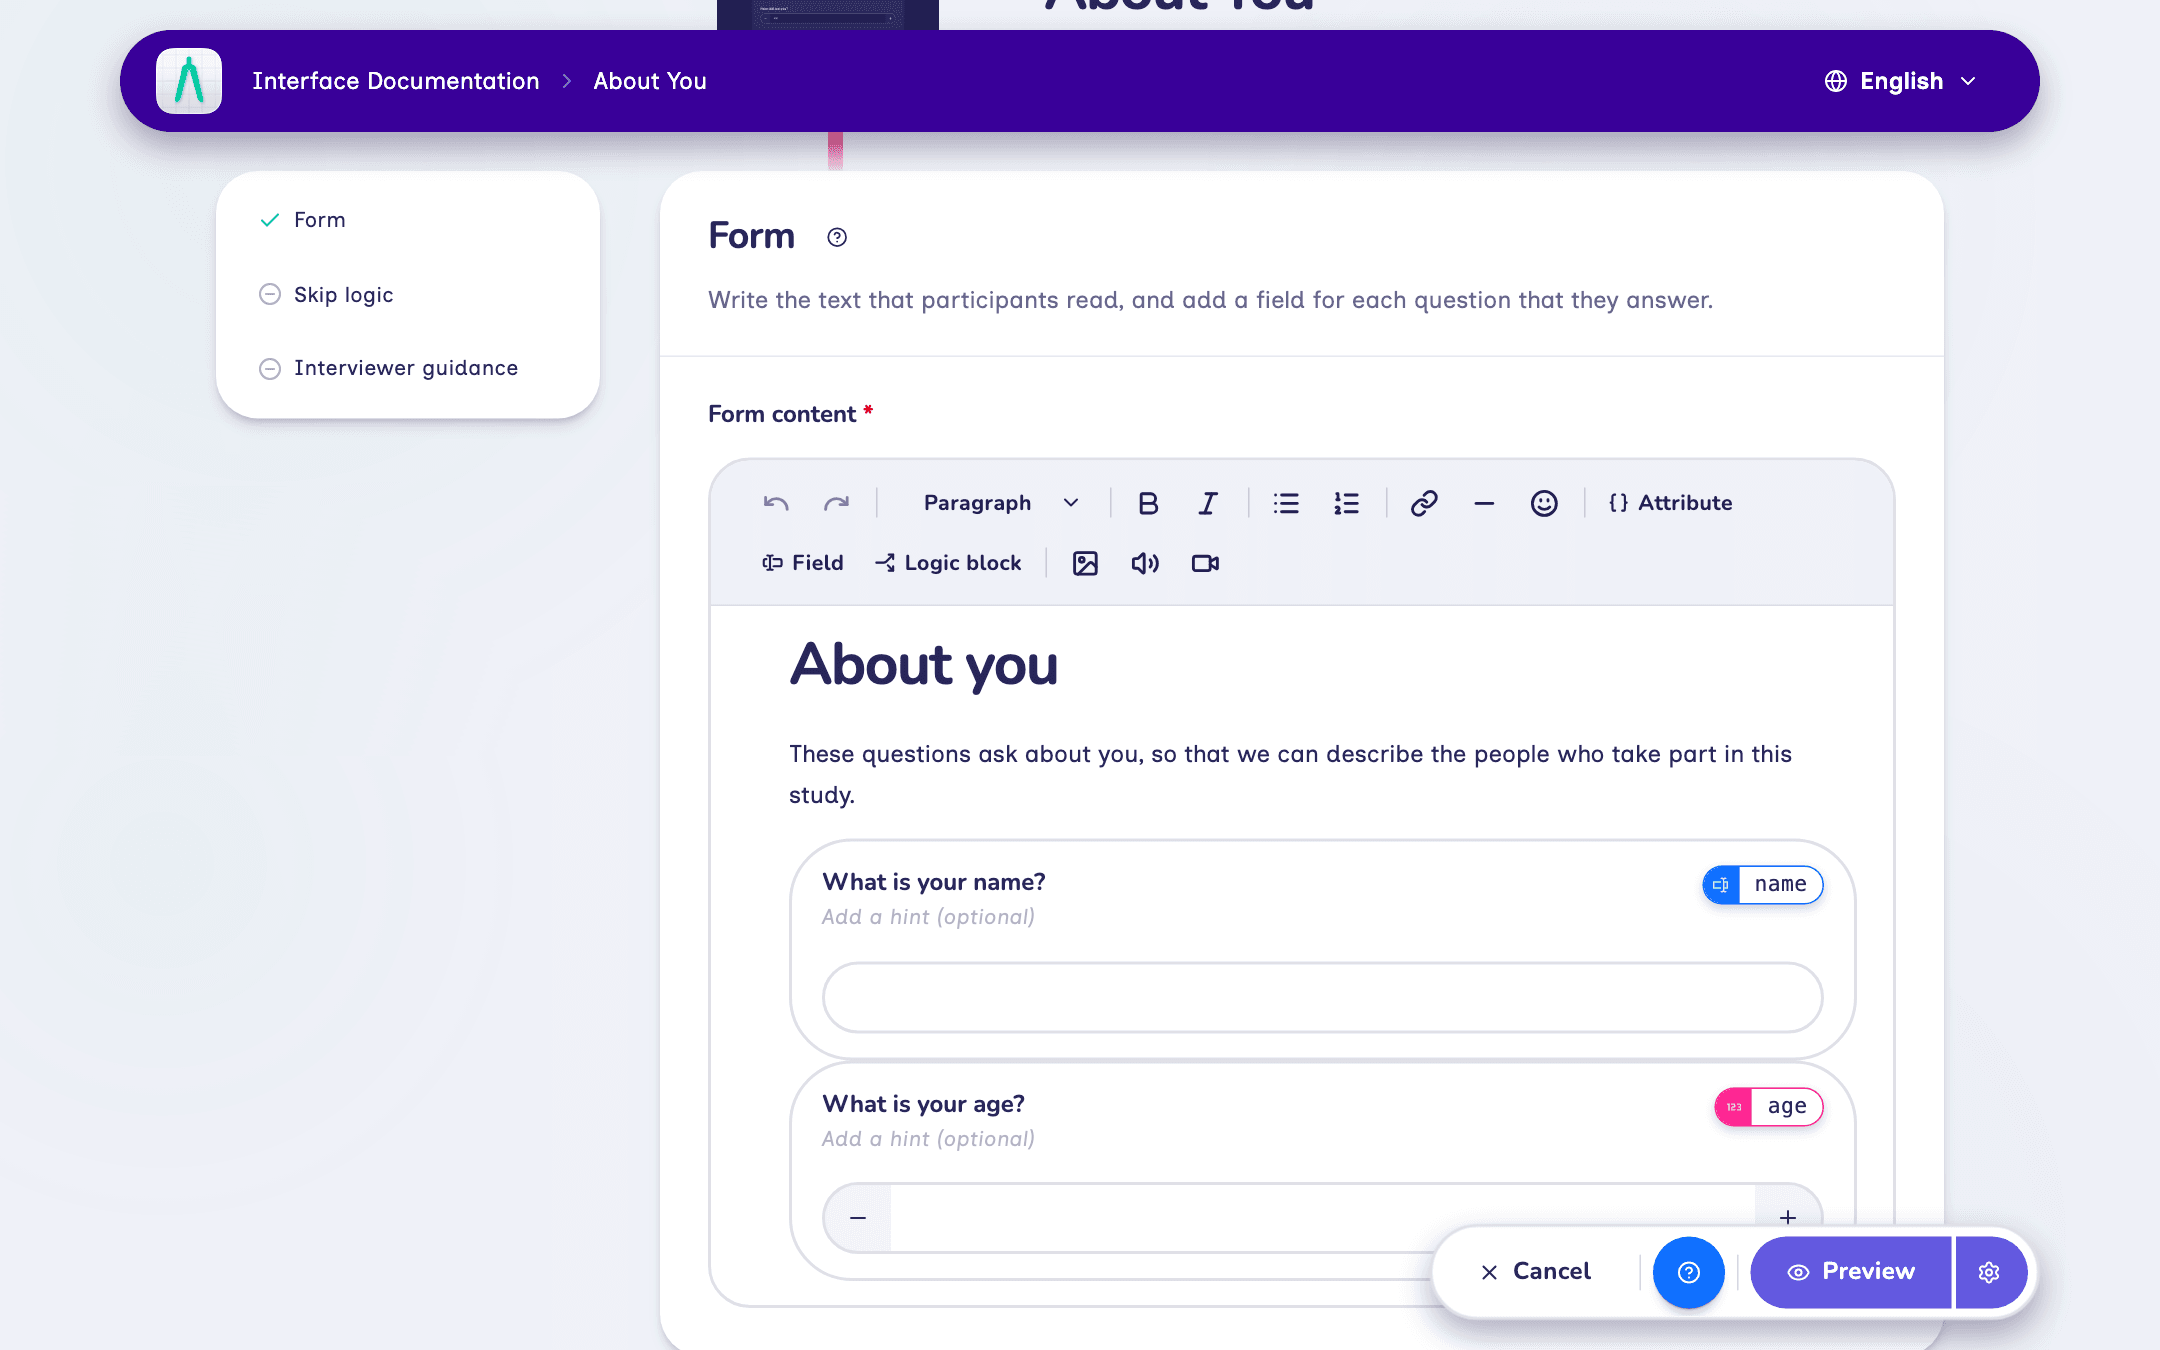 About You
Interface Documentation
About You
English
Form
Skip logic
Interviewer guidance
Form
Write the text that participants read, and add a field for each question that they answer.
Form content *
Paragraph
Attribute
Field
Logic block
About you
These questions ask about you, so that we can describe the people who take part in this
study.
What is your name?
name
Add a hint (optional)
What is your age?
123 age
Add a hint (optional)
Cancel
Preview